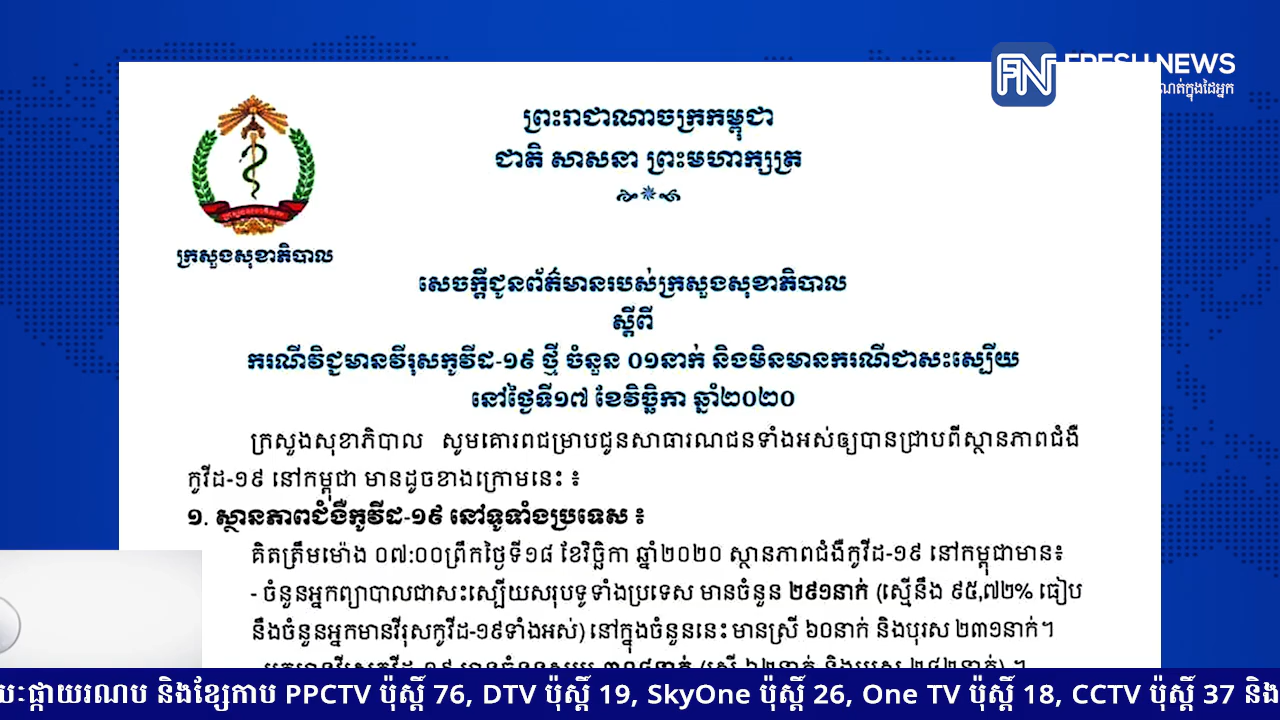 FRESH NEWS
ព្រះរាជាណាចក្រកម្ពុជា
ជាតិ សាសនា ព្រះមហាក្សត្រ
ក្រសួងសុខាភិបាល
សេចក្តីជូនព័ត៌មានរបស់ក្រសួងសុខាភិបាល
ស្តីពី
ករណីវិជ្ជមានវីរុសកូវីដ-១៩ ថ្មី ចំនួន ០១នាក់ និងមិនមានករណីជាសះស្បើយ
នៅថ្ងៃទី១៧ ខែវិច្ឆិកា ឆ្នាំ២០២០
ក្រសួងសុខាភិបាល សូមគោរពជម្រាបជូនសាធារណជនទាំងអស់ឲ្យបានជ្រាបពីស្ថានភាពជំងឺ
កូវីដ-១៩ នៅកម្ពុជា មានដូចខាងក្រោមនេះ ៖
១. ស្ថានភាពជំងឺកូវីដ-១៩ នៅទូទាំងប្រទេស ៖
គិតត្រឹមម៉ោង ០៧:០០ព្រឹកថ្ងៃទី១៨ ខែវិច្ឆិកា ឆ្នាំ២០២០ ស្ថានភាពជំងឺកូវីដ-១៩ នៅកម្ពុជាមាន៖
- ចំនួនអ្នកព្យាបាលជាសះស្បើយសរុបទូទាំងប្រទេស មានចំនួន ២៩១នាក់ (ស្មើនឹង ៩៥,៧២% ធៀប
នឹងចំនួនអ្នកមានវីរុសកូវីដ-១៩ទាំងអស់) នៅក្នុងចំនួននេះ មានស្រី ៦០នាក់ និងបុរស ២៣១នាក់។
ផ្កាយរណប និងខ្សែកាប PPCTV ប៉ុស្តិ៍ 76, DTV ប៉ុស្តិ៍ 19, SkyOne ប៉ុស្តិ៍ 26, One TV ប៉ុស្តិ៍ 18, CCTV ប៉ុស្តិ៍ 37 និង